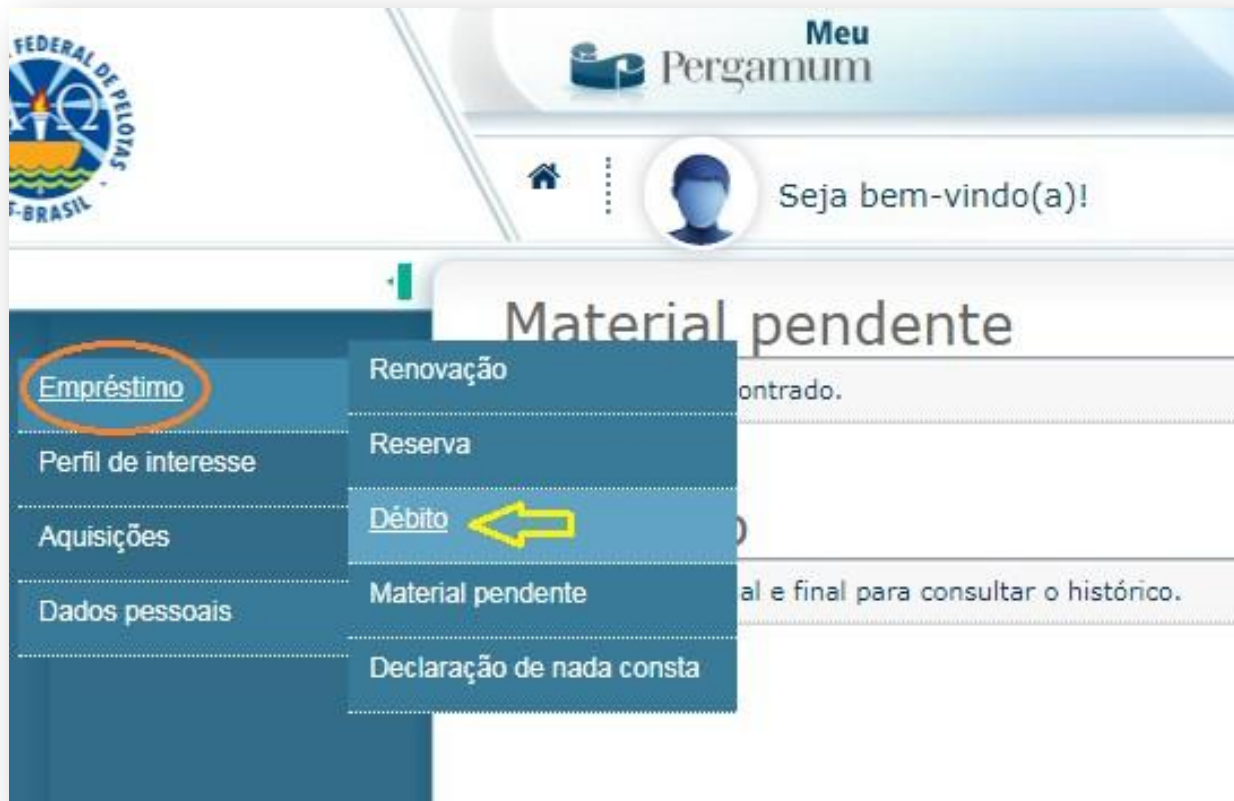 FEDERAL DE PELOTAS
BRASIL
Meu
Pergamum
Seja bem-vindo(a)!
Material pendente
ontrado.
Empréstimo
Perfil de interesse
Aquisições
Dados pessoais
Renovação
Reserva
Débito
Material pendente
Declaração de nada consta
al e final para consultar o histórico.